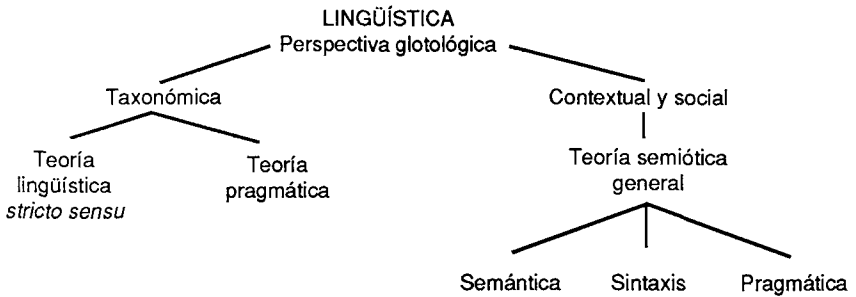 LINGÜÍSTICA
Perspectiva glotológica
Taxonómica
Contextual y social
Teoría
lingüística
stricto sensu
Teoría
pragmática
Teoría semiótica
general
Semántica
Sintaxis
Pragmática